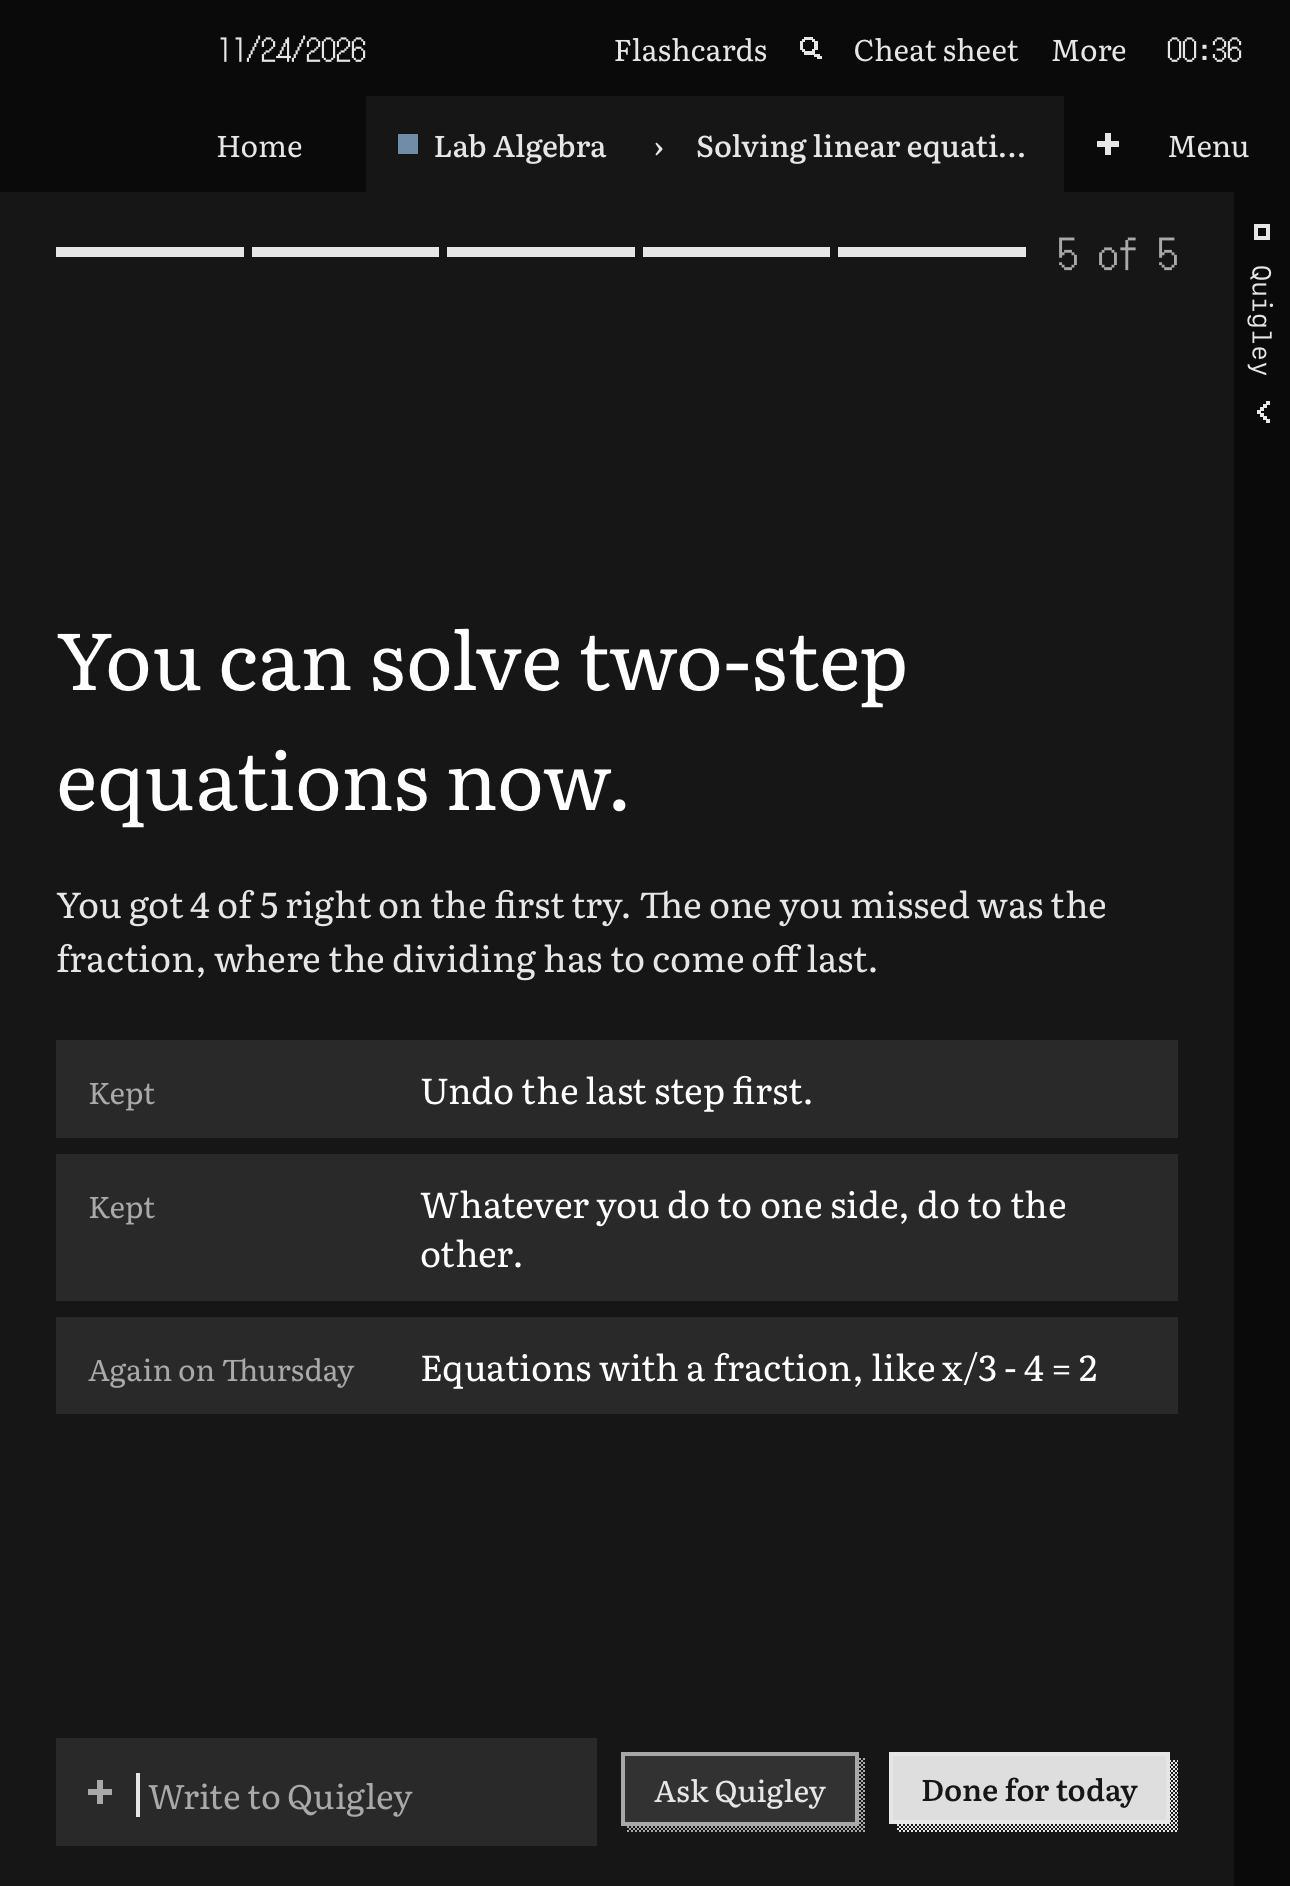 11/24/2026
Flashcards
Cheat sheet
More
00:36
Home
Lab Algebra › Solving linear equati...
Menu
5 of 5
Quigley
You can solve two-step
equations now.
You got 4 of 5 right on the first try. The one you missed was the
fraction, where the dividing has to come off last.
Kept
Undo the last step first.
Kept
Whatever you do to one side, do to the
other.
Again on Thursday
Equations with a fraction, like x/3 - 4 = 2
Write to Quigley
Ask Quigley
Done for today